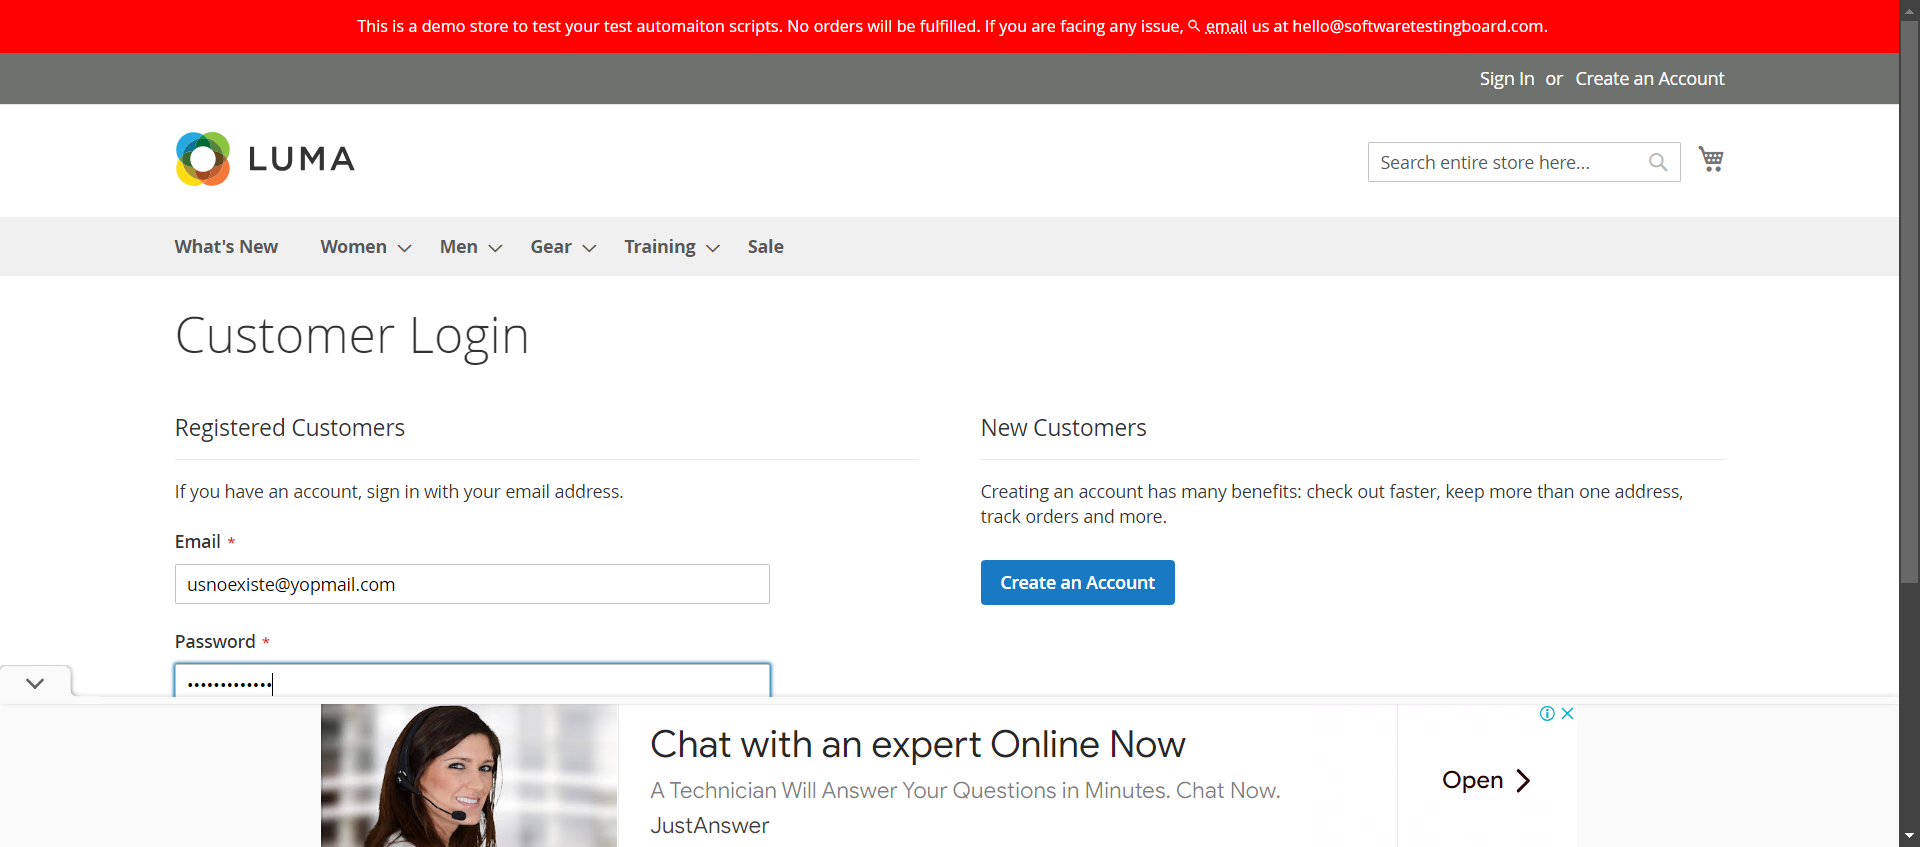 This is a demo store to test your test automaiton scripts. No orders will be fulfilled. If you are facing any issue, email us at hello@softwaretestingboard.com.
Sign In or Create an Account
LUMA
Search entire store here...
What's New Women Men Gear Training Sale
Customer Login
Registered Customers
If you have an account, sign in with your email address.
Email *
usnoexiste@yopmail.com
Password *
•••••••••••••
New Customers
Creating an account has many benefits: check out faster, keep more than one address,
track orders and more.
Create an Account
Chat with an expert Online Now
A Technician Will Answer Your Questions in Minutes. Chat Now.
JustAnswer
Open